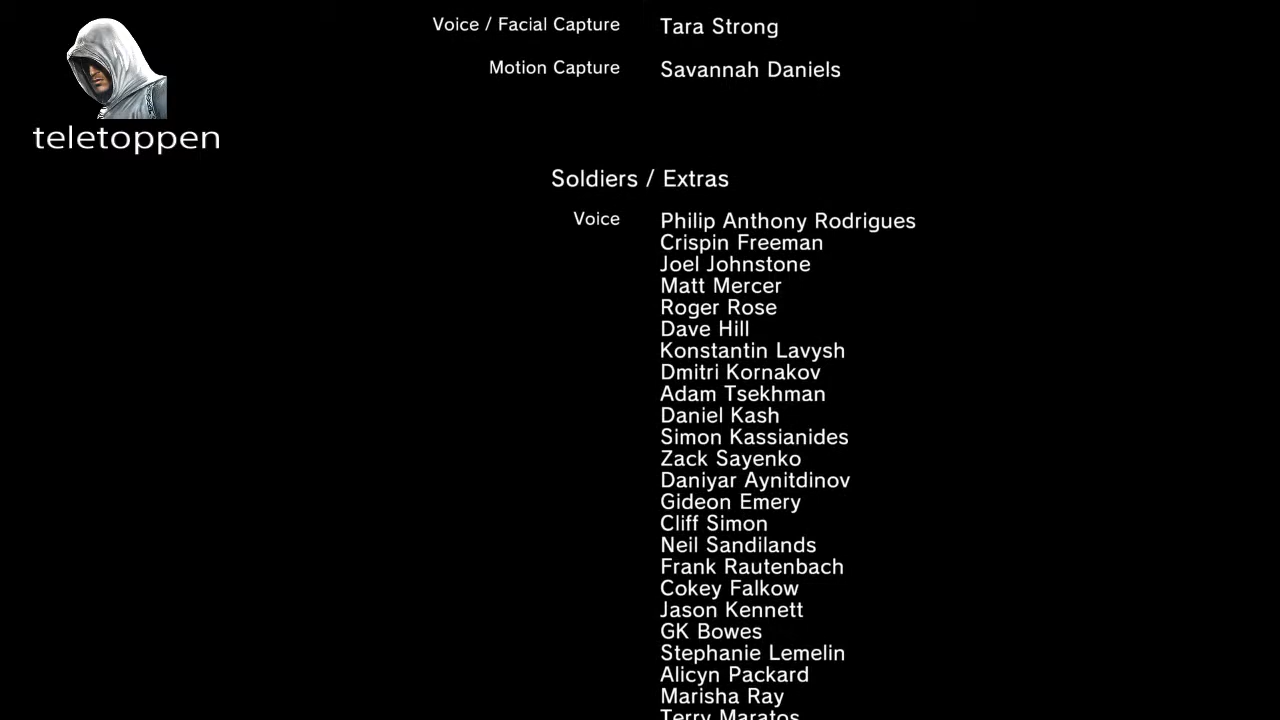 Voice / Facial Capture Tara Strong
Motion Capture Savannah Daniels
teletoppen
Soldiers / Extras
Voice Philip Anthony Rodrigues
Crispin Freeman
Joel Johnstone
Matt Mercer
Roger Rose
Dave Hill
Konstantin Lavysh
Dmitri Kornakov
Adam Tsekhman
Daniel Kash
Simon Kassianides
Zack Sayenko
Daniyar Aynitdinov
Gideon Emery
Cliff Simon
Neil Sandilands
Frank Rautenbach
Cokey Falkow
Jason Kennett
GK Bowes
Stephanie Lemelin
Alicyn Packard
Marisha Ray
Terry Maratos